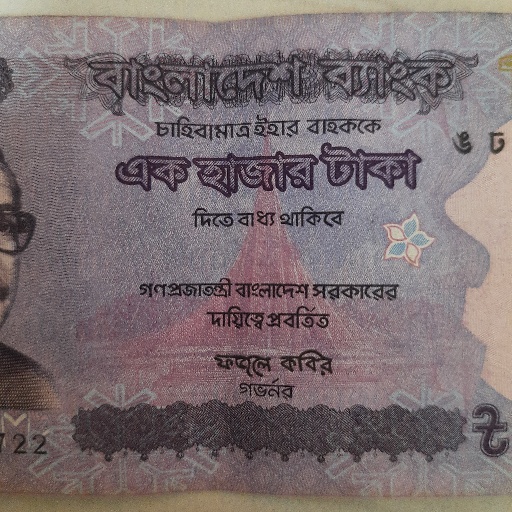 বাংলাদেশ ব্যাংক
চাহিবামাত্র ইহার বাহককে
ঙ ঢ
এক হাজার টাকা
দিতে বাধ্য থাকিবে
গণপ্রজাতন্ত্রী বাংলাদেশ সরকারের
দায়িত্বে প্রবর্তিত
ফজলে কবির
গভর্নর
722
৳